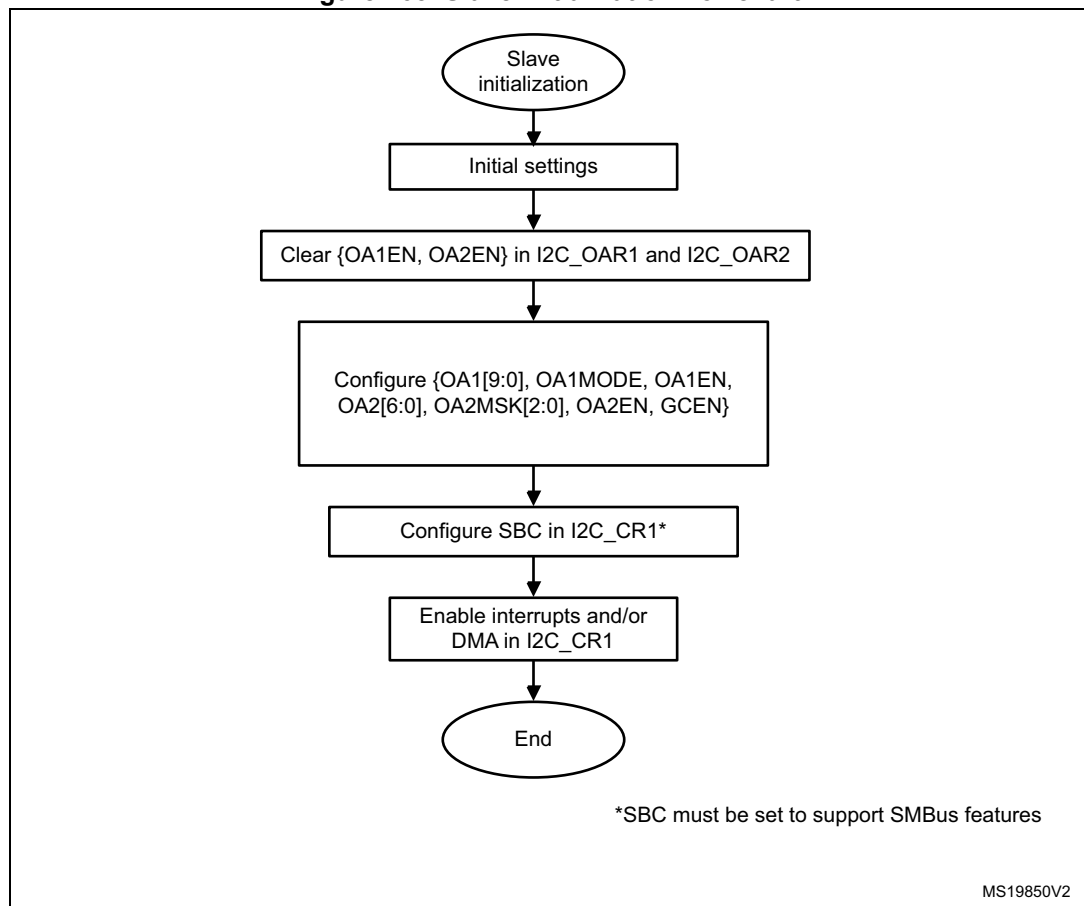 Slave
initialization
Initial settings
Clear {OA1EN, OA2EN} in I2C_OAR1 and I2C_OAR2
Configure {OA1[9:0], OA1MODE, OA1EN,
OA2[6:0], OA2MSK[2:0], OA2EN, GCEN}
Configure SBC in I2C_CR1*
Enable interrupts and/or
DMA in I2C_CR1
End
*SBC must be set to support SMBus features
MS19850V2